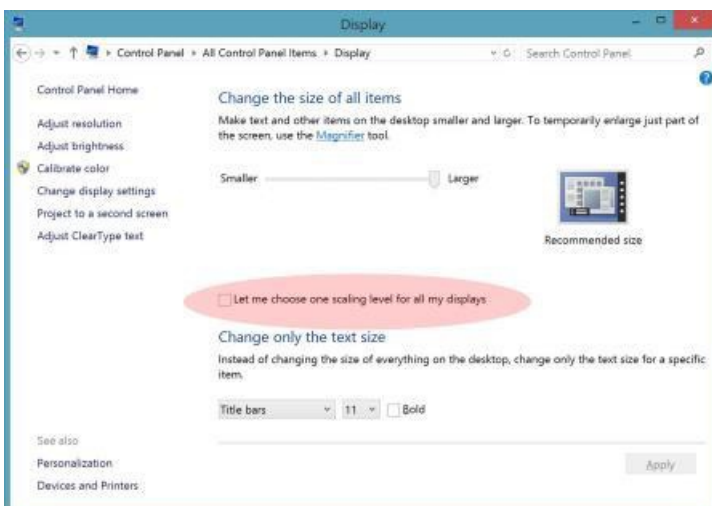 Display
Control Panel
All Control Panel Items
Display
Search Control Panel
Control Panel Home
Adjust resolution
Adjust brightness
Calibrate color
Change display settings
Project to a second screen
Adjust ClearType text
Change the size of all items
Make text and other items on the desktop smaller and larger. To temporarily enlarge just part of
the screen, use the Magnifier tool.
Smaller
Larger
Recommended size
Let me choose one scaling level for all my displays
Change only the text size
Instead of changing the size of everything on the desktop, change only the text size for a specific
item.
Title bars
11
Bold
See also
Personalization
Devices and Printers
Apply